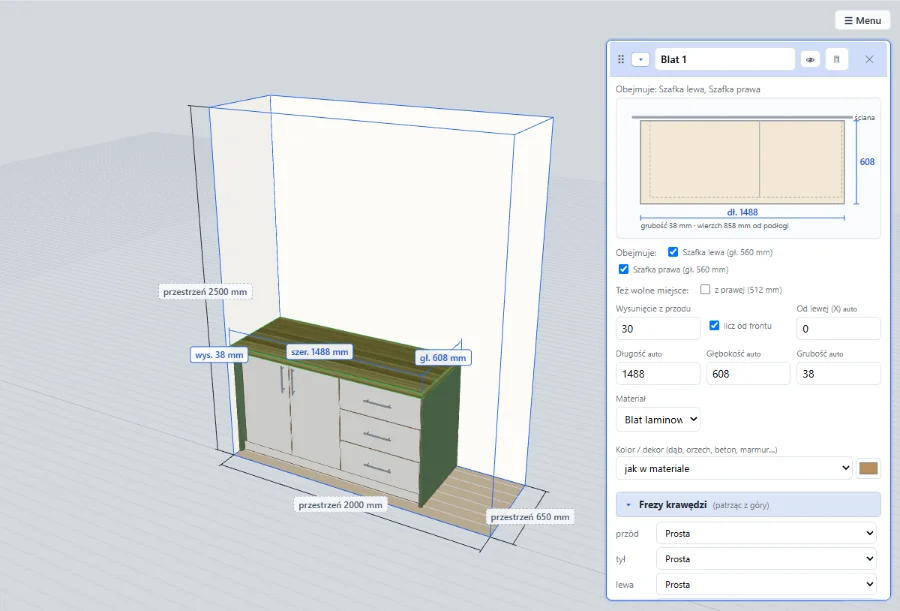 ☰ Menu
Blat 1
Obejmuje: Szafka lewa, Szafka prawa
ściana
608
dł. 1488
grubość 38 mm · wierzch 858 mm od podłogi
Obejmuje: Szafka lewa (gł. 560 mm)
Szafka prawa (gł. 560 mm)
Też wolne miejsce: z prawej (512 mm)
Wysunięcie z przodu
Od lewej (X) auto
30
licz od frontu
0
Długość auto
Głębokość auto
Grubość auto
1488
608
38
Materiał
Blat laminow
Kolor / dekor (dąb, orzech, beton, marmur...)
jak w materiale
Frezy krawędzi (patrząc z góry)
przód Prosta
tył Prosta
lewa Prosta
przestrzeń 2500 mm
wys. 38 mm
szer. 1488 mm
gł. 608 mm
przestrzeń 2000 mm
przestrzeń 650 mm